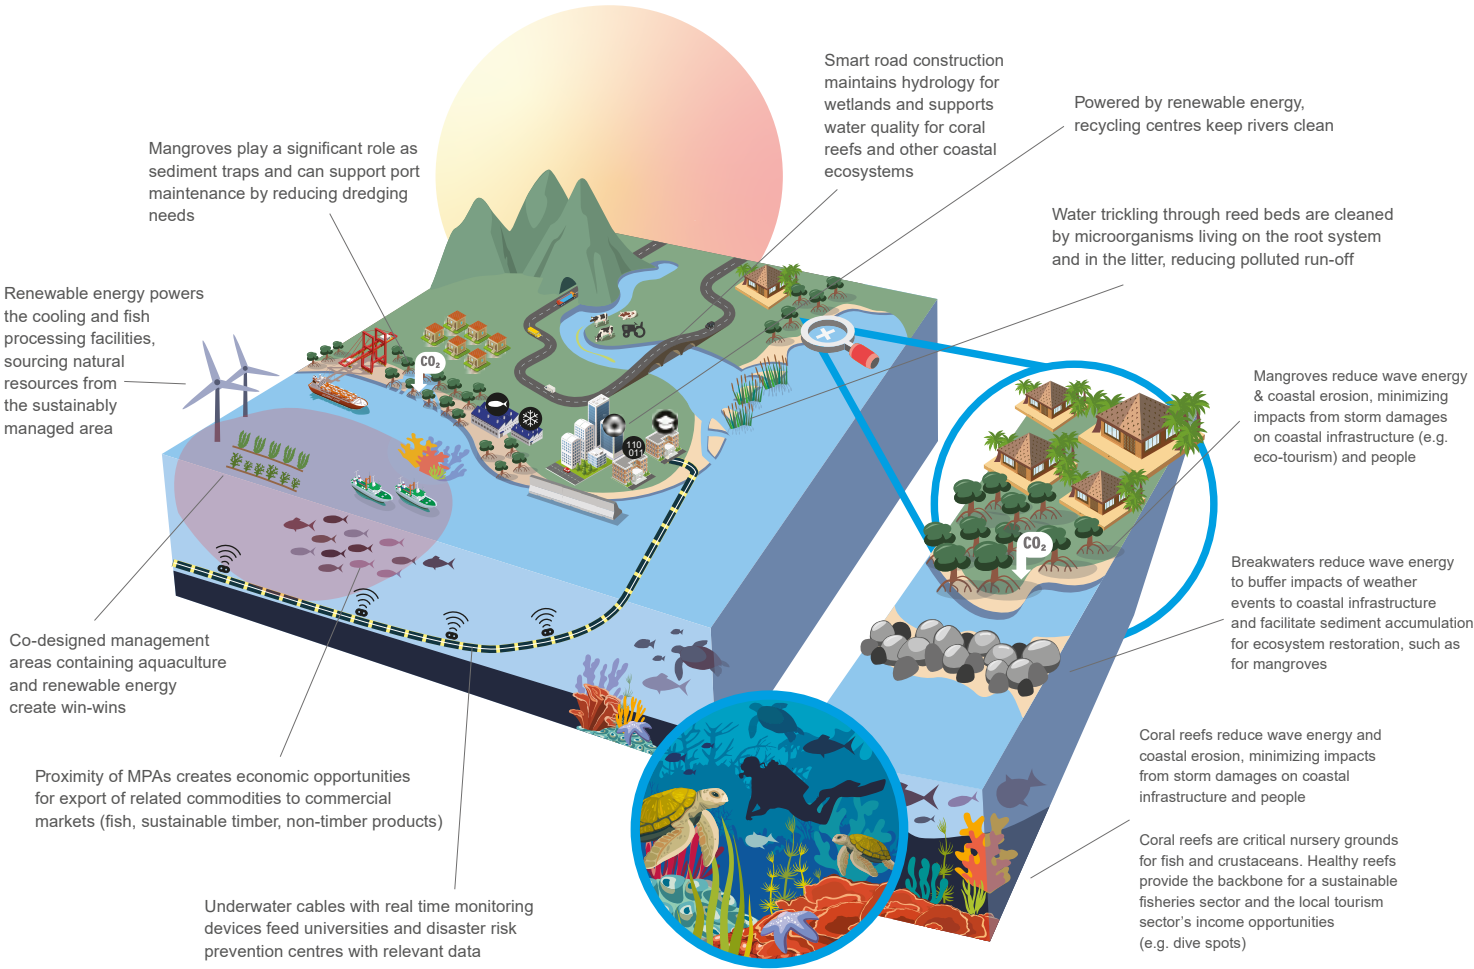 Smart road construction
maintains hydrology for
wetlands and supports
water quality for coral
reefs and other coastal
ecosystems
Powered by renewable energy,
recycling centres keep rivers clean
Mangroves play a significant role as
sediment traps and can support port
maintenance by reducing dredging
needs
Water trickling through reed beds are cleaned
by microorganisms living on the root system
and in the litter, reducing polluted run-off
Renewable energy powers
the cooling and fish
processing facilities,
sourcing natural
resources from
the sustainably
managed area
CO₂
110
011
Mangroves reduce wave energy
& coastal erosion, minimizing
impacts from storm damages
on coastal infrastructure (e.g.
eco-tourism) and people
CO₂
Breakwaters reduce wave energy
to buffer impacts of weather
events to coastal infrastructure
and facilitate sediment accumulation
for ecosystem restoration, such as
for mangroves
Co-designed management
areas containing aquaculture
and renewable energy
create win-wins
Proximity of MPAs creates economic opportunities
for export of related commodities to commercial
markets (fish, sustainable timber, non-timber products)
Coral reefs reduce wave energy and
coastal erosion, minimizing impacts
from storm damages on coastal
infrastructure and people
Coral reefs are critical nursery grounds
for fish and crustaceans. Healthy reefs
provide the backbone for a sustainable
fisheries sector and the local tourism
sector's income opportunities
(e.g. dive spots)
Underwater cables with real time monitoring
devices feed universities and disaster risk
prevention centres with relevant data